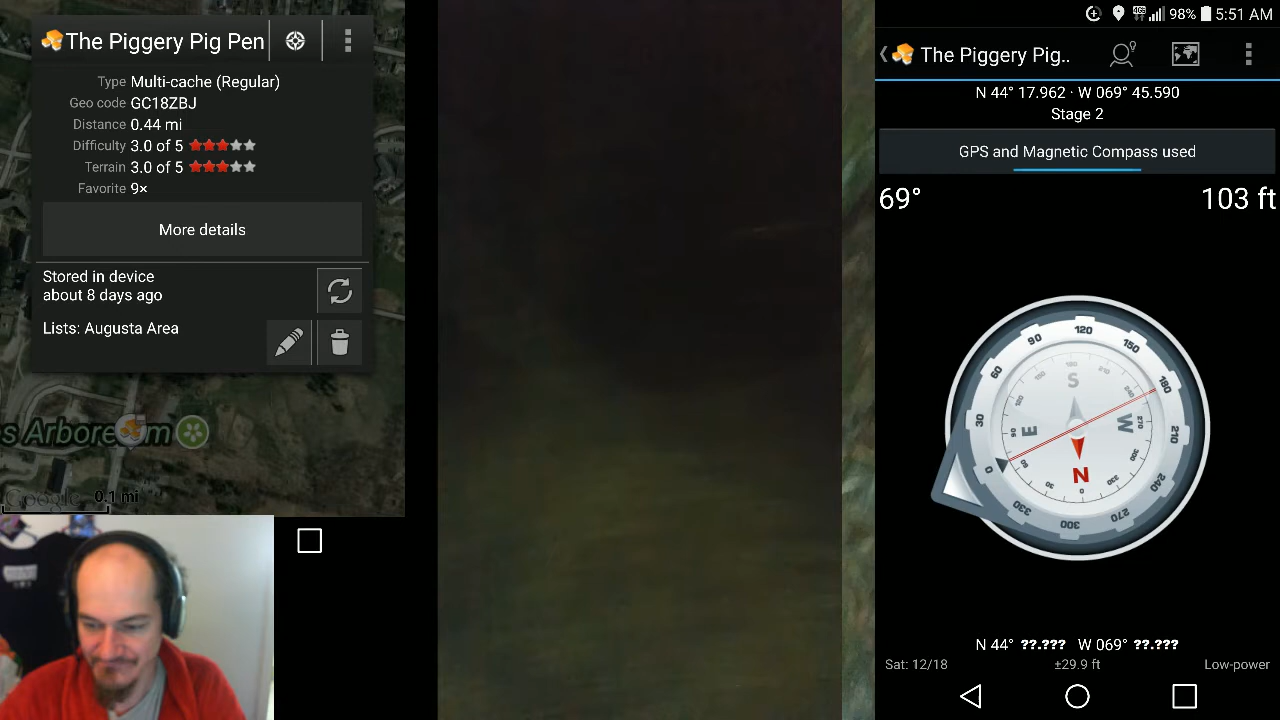 The Piggery Pig Pen
Type Multi-cache (Regular)
Geo code GC18ZBJ
Distance 0.44 mi
Difficulty 3.0 of 5
Terrain 3.0 of 5
Favorite 9×
More details
Stored in device
about 8 days ago
Lists: Augusta Area
s Arbore m
Google 0.1 mi
98% 5:51 AM
The Piggery Pig..
N 44° 17.962 · W 069° 45.590
Stage 2
GPS and Magnetic Compass used
69° 103 ft
0 30 60 90 120 150 180 210 240 270 300 330
N E S W
N 44° ??.??? W 069° ??.???
Sat: 12/18 ±29.9 ft Low-power